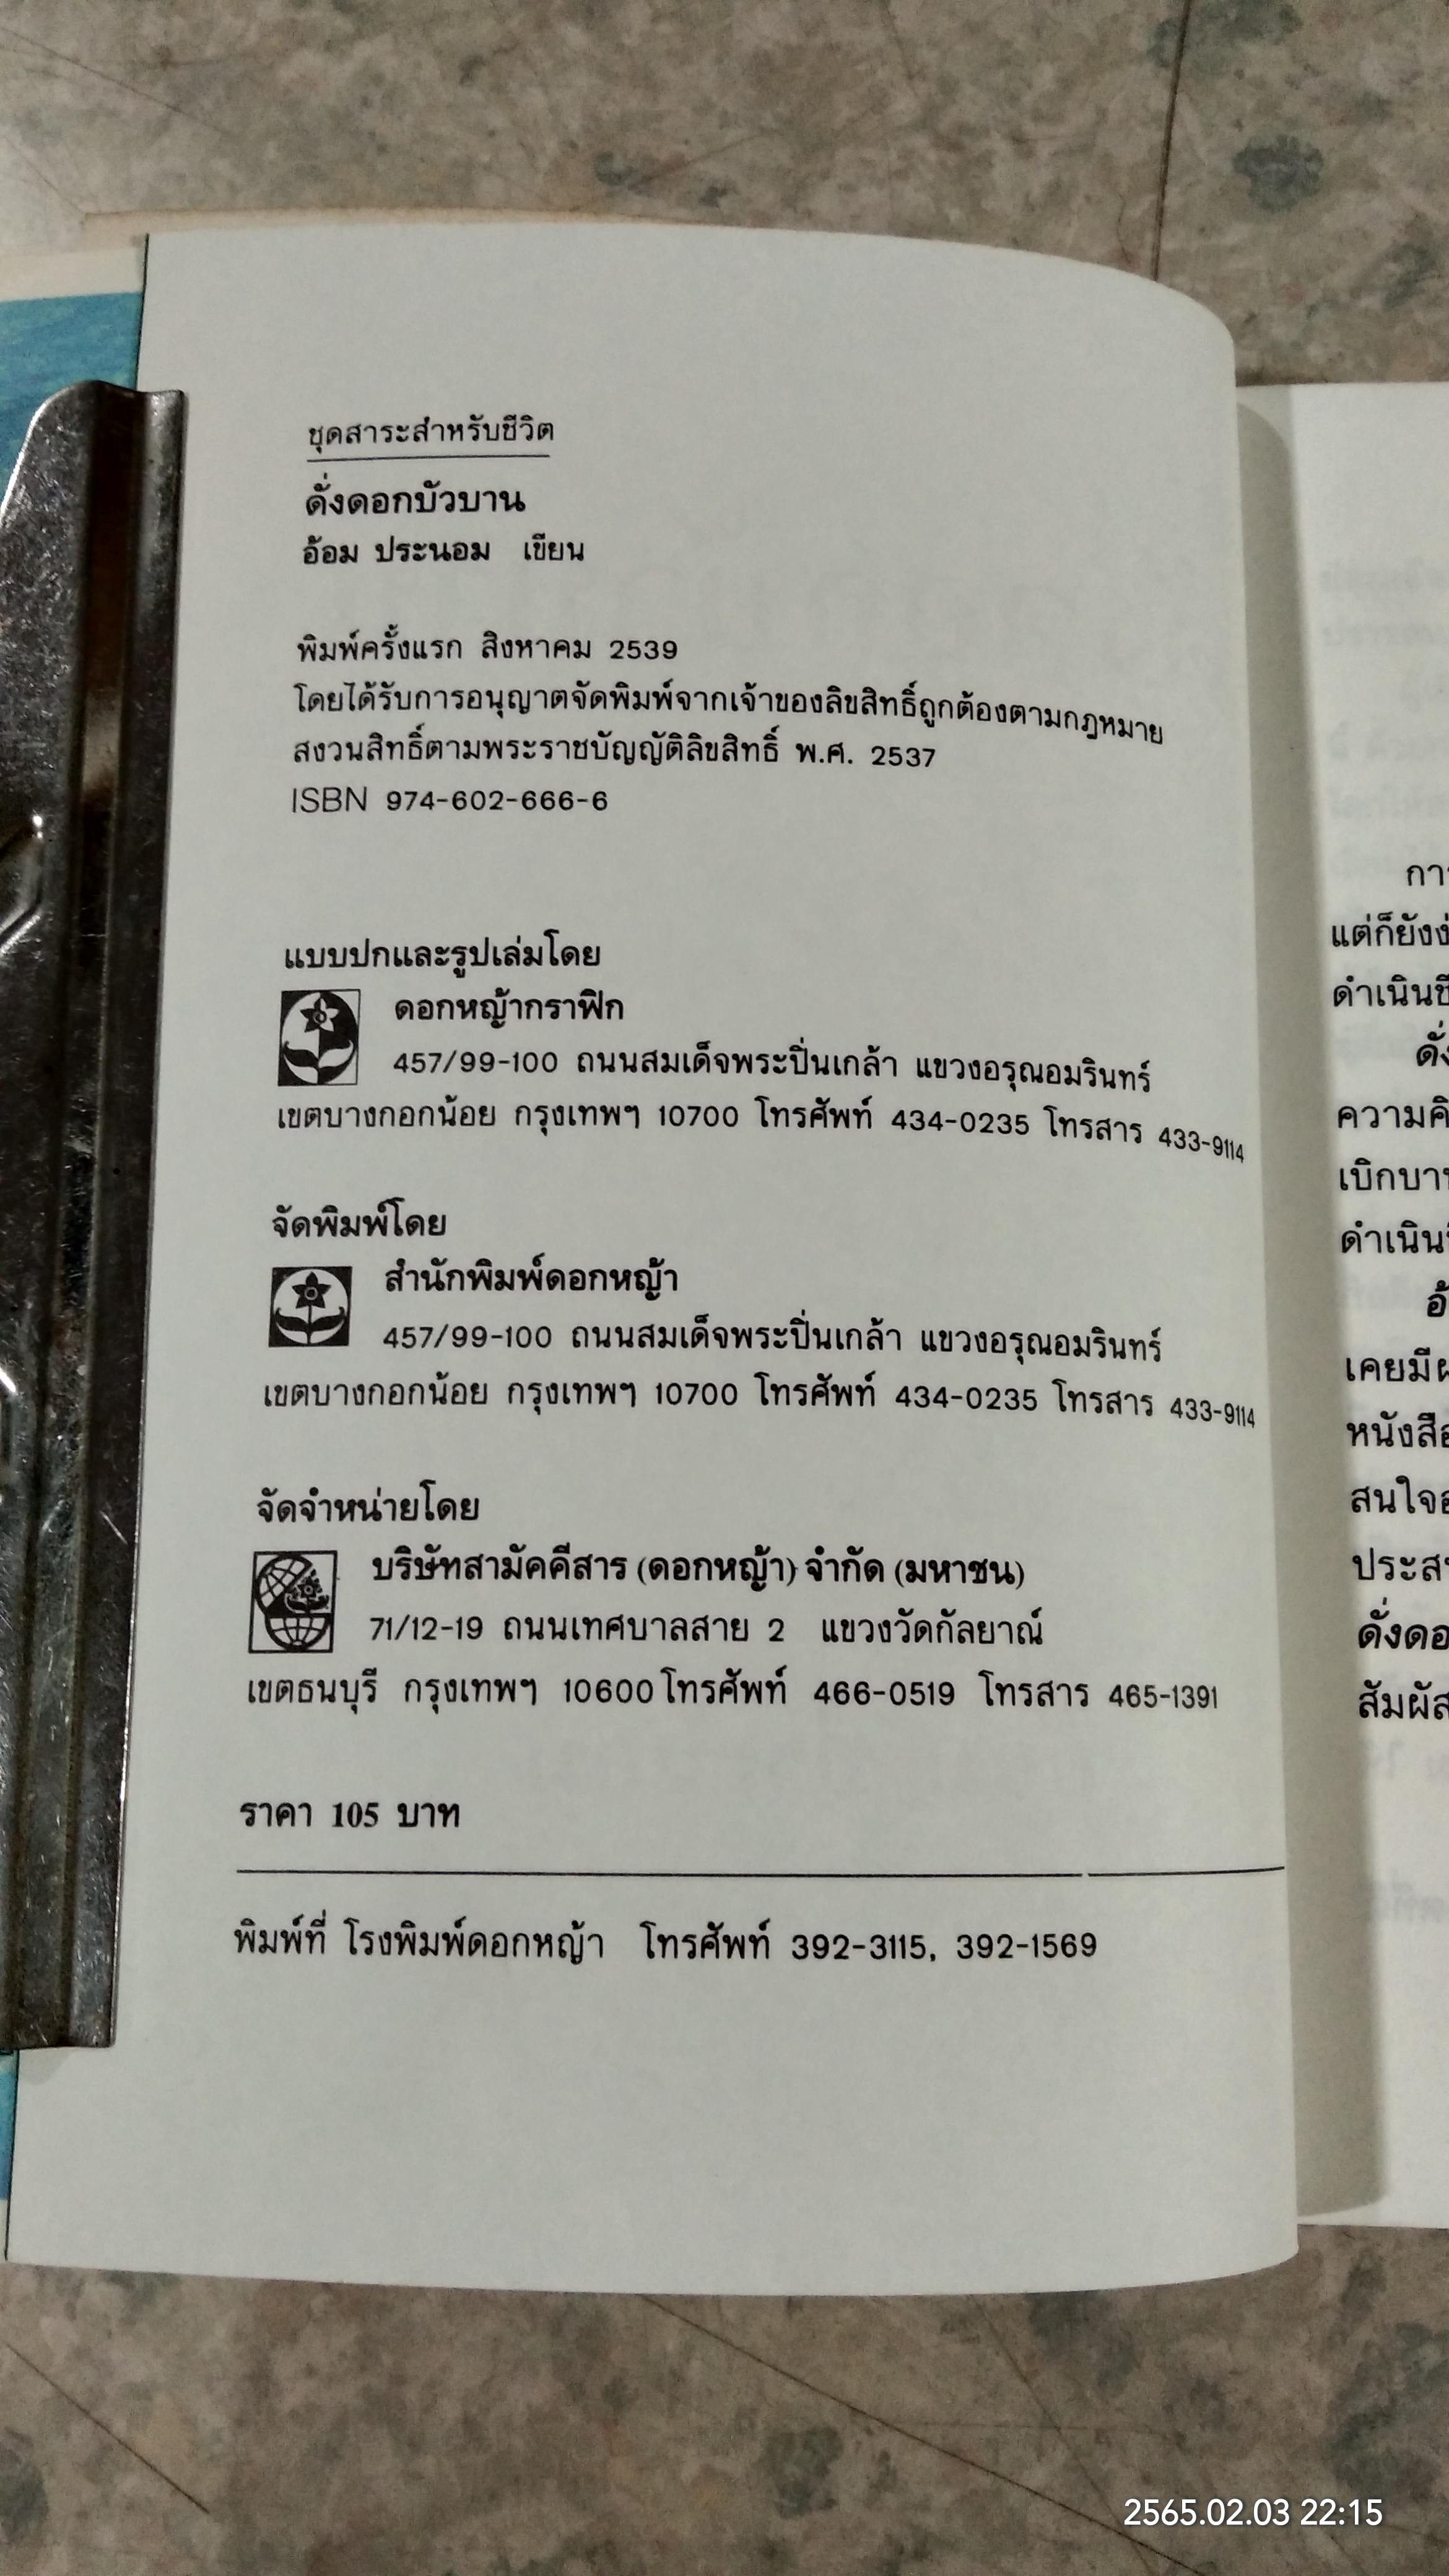 ชุดสาระสำหรับชีวิต
ดั่งดอกบัวบาน
อ้อม ประนอม เขียน
พิมพ์ครั้งแรก สิงหาคม 2539
โดยได้รับการอนุญาตจัดพิมพ์จากเจ้าของลิขสิทธิ์ถูกต้องตามกฎหมาย
สงวนสิทธิ์ตามพระราชบัญญัติลิขสิทธิ์ พ.ศ. 2537
ISBN 974-602-666-6
แบบปกและรูปเล่มโดย
ดอกหญ้ากราฟิก
457/99-100 ถนนสมเด็จพระปิ่นเกล้า แขวงอรุณอมรินทร์
เขตบางกอกน้อย กรุงเทพฯ 10700 โทรศัพท์ 434-0235 โทรสาร 433-9114
จัดพิมพ์โดย
สำนักพิมพ์ดอกหญ้า
457/99-100 ถนนสมเด็จพระปิ่นเกล้า แขวงอรุณอมรินทร์
เขตบางกอกน้อย กรุงเทพฯ 10700 โทรศัพท์ 434-0235 โทรสาร 433-9114
จัดจำหน่ายโดย
บริษัทสามัคคีสาร (ดอกหญ้า) จำกัด (มหาชน)
71/12-19 ถนนเทศบาลสาย 2 แขวงวัดกัลยาณ์
เขตธนบุรี กรุงเทพฯ 10600 โทรศัพท์ 466-0519 โทรสาร 465-1391
ราคา 105 บาท
พิมพ์ที่ โรงพิมพ์ดอกหญ้า โทรศัพท์ 392-3115, 392-1569
แต่ก็ยัง
ดำเนิน
ความ
เบิกบาน
ดำเนิน
เคยมี
หนังสือ
สนใจ
2565.02.03 22:15